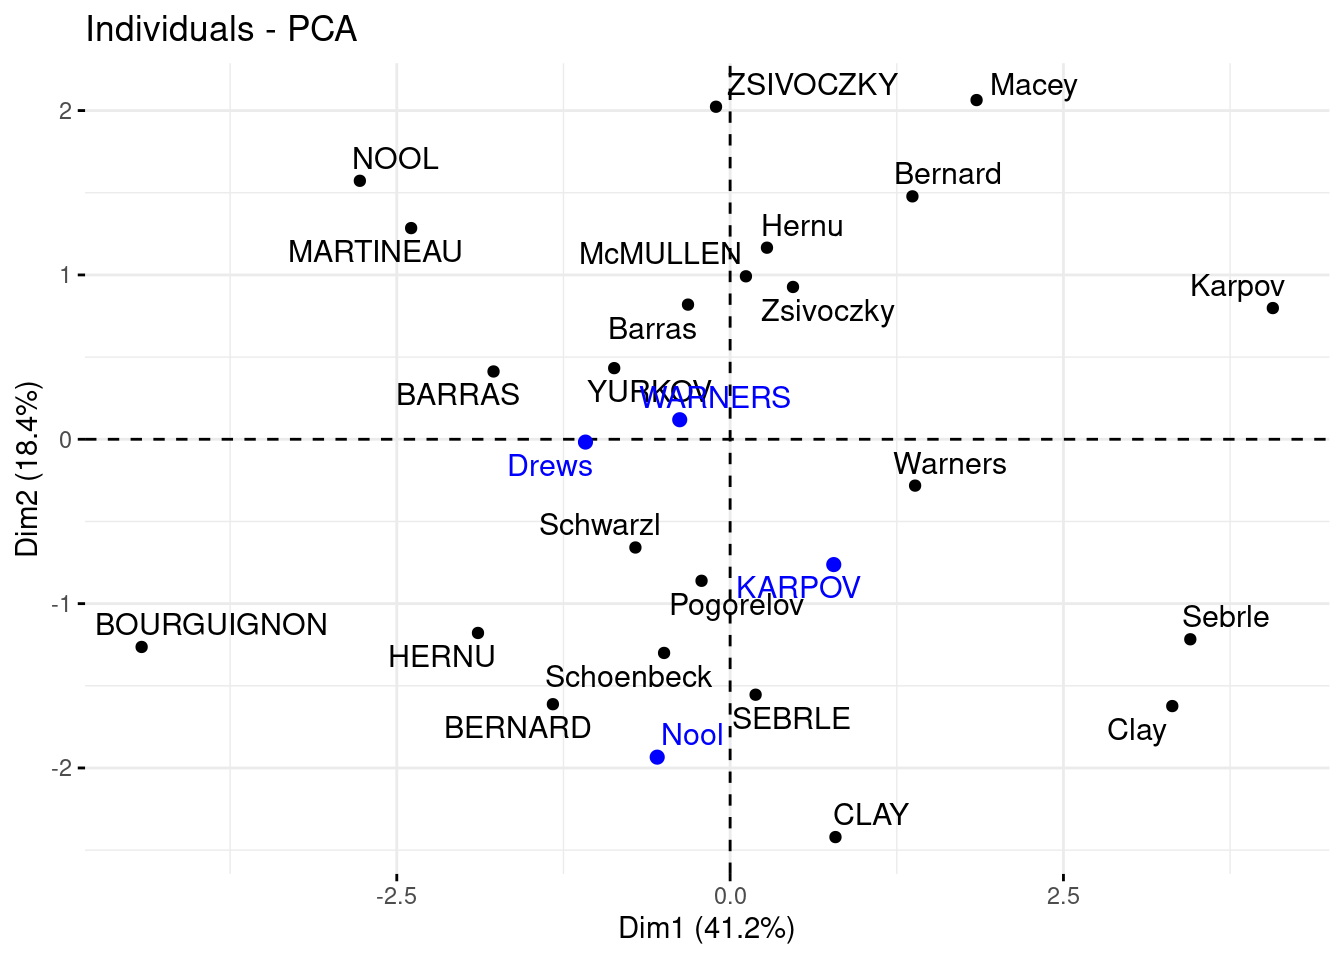 Individuals - PCA
ZSIVOCZKY
Macey
NOOL
Bernard
Hernu
MARTINEAU
McMULLEN
Karpov
Zsivoczky
Barras
BARRAS
YURKOV
WARNERS
Drews
Warners
Schwarzl
KARPOV
Pogorelov
BOURGUIGNON
Sebrle
HERNU
Schoenbeck
BERNARD
SEBRLE
Nool
Clay
CLAY
2
1
0
-1
-2
Dim2 (18.4%)
-2.5
0.0
2.5
Dim1 (41.2%)